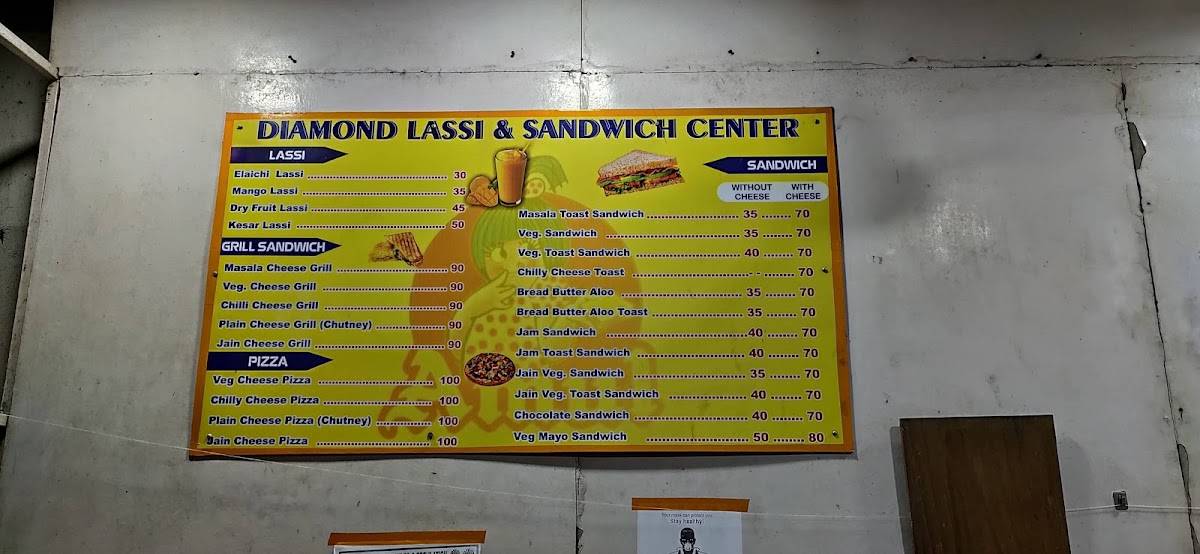 DIAMOND LASSI & SANDWICH CENTER
LASSI
Elaichi Lassi 30
Mango Lassi 35
Dry Fruit Lassi 45
Kesar Lassi 50
GRILL SANDWICH
Masala Cheese Grill 90
Veg. Cheese Grill 90
Chilli Cheese Grill 90
Plain Cheese Grill (Chutney) 90
Jain Cheese Grill 90
PIZZA
Veg Cheese Pizza 100
Chilly Cheese Pizza 100
Plain Cheese Pizza (Chutney) 100
Jain Cheese Pizza 100
SANDWICH
WITHOUT CHEESE WITH CHEESE
Masala Toast Sandwich 35 70
Veg. Sandwich 35 70
Veg. Toast Sandwich 40 70
Chilly Cheese Toast -- 70
Bread Butter Aloo 35 70
Bread Butter Aloo Toast 35 70
Jam Sandwich 40 70
Jam Toast Sandwich 40 70
Jain Veg. Sandwich 35 70
Jain Veg. Toast Sandwich 40 70
Chocolate Sandwich 40 70
Veg Mayo Sandwich 50 80
Your mask can protect you
Stay healthy!